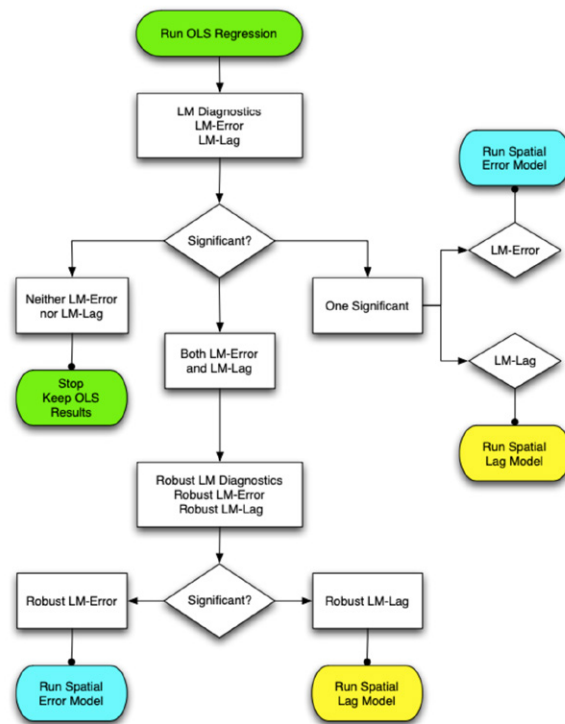 Run OLS Regression
LM Diagnostics
LM-Error
LM-Lag
Significant?
Run Spatial
Error Model
LM-Error
Neither LM-Error
nor LM-Lag
One Significant
Both LM-Error
and LM-Lag
LM-Lag
Stop
Keep OLS
Results
Run Spatial
Lag Model
Robust LM Diagnostics
Robust LM-Error
Robust LM-Lag
Significant?
Robust LM-Error
Robust LM-Lag
Run Spatial
Error Model
Run Spatial
Lag Model